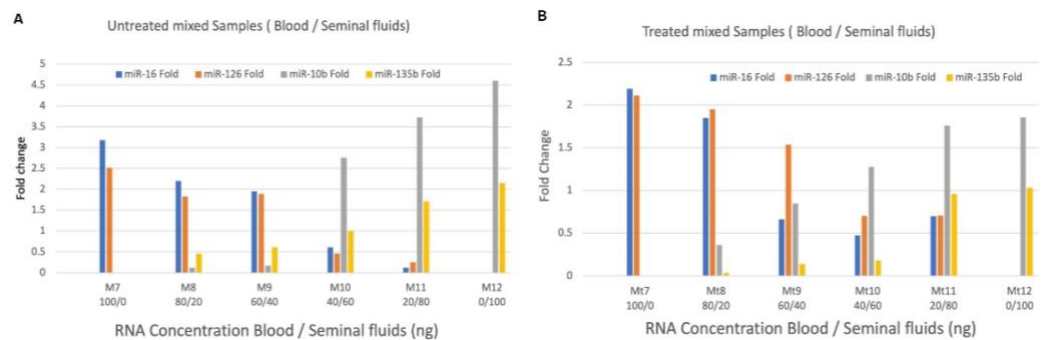 A
Untreated mixed Samples ( Blood / Seminal fluids)
miR-16 Fold miR-126 Fold miR-10b Fold miR-135b Fold
Fold change
5
4.5
4
3.5
3
2.5
2
1.5
1
0.5
0
M7 M8 M9 M10 M11 M12
100/0 80/20 60/40 40/60 20/80 0/100
RNA Concentration Blood / Seminal fluids (ng)
B
Treated mixed Samples ( Blood / Seminal fluids)
miR-16 Fold miR-126 Fold miR-10b Fold miR-135b Fold
Fold Change
2.5
2
1.5
1
0.5
0
Mt7 Mt8 Mt9 Mt10 Mt11 Mt12
100/0 80/20 60/40 40/60 20/80 0/100
RNA Concentration Blood / Seminal fluids (ng)